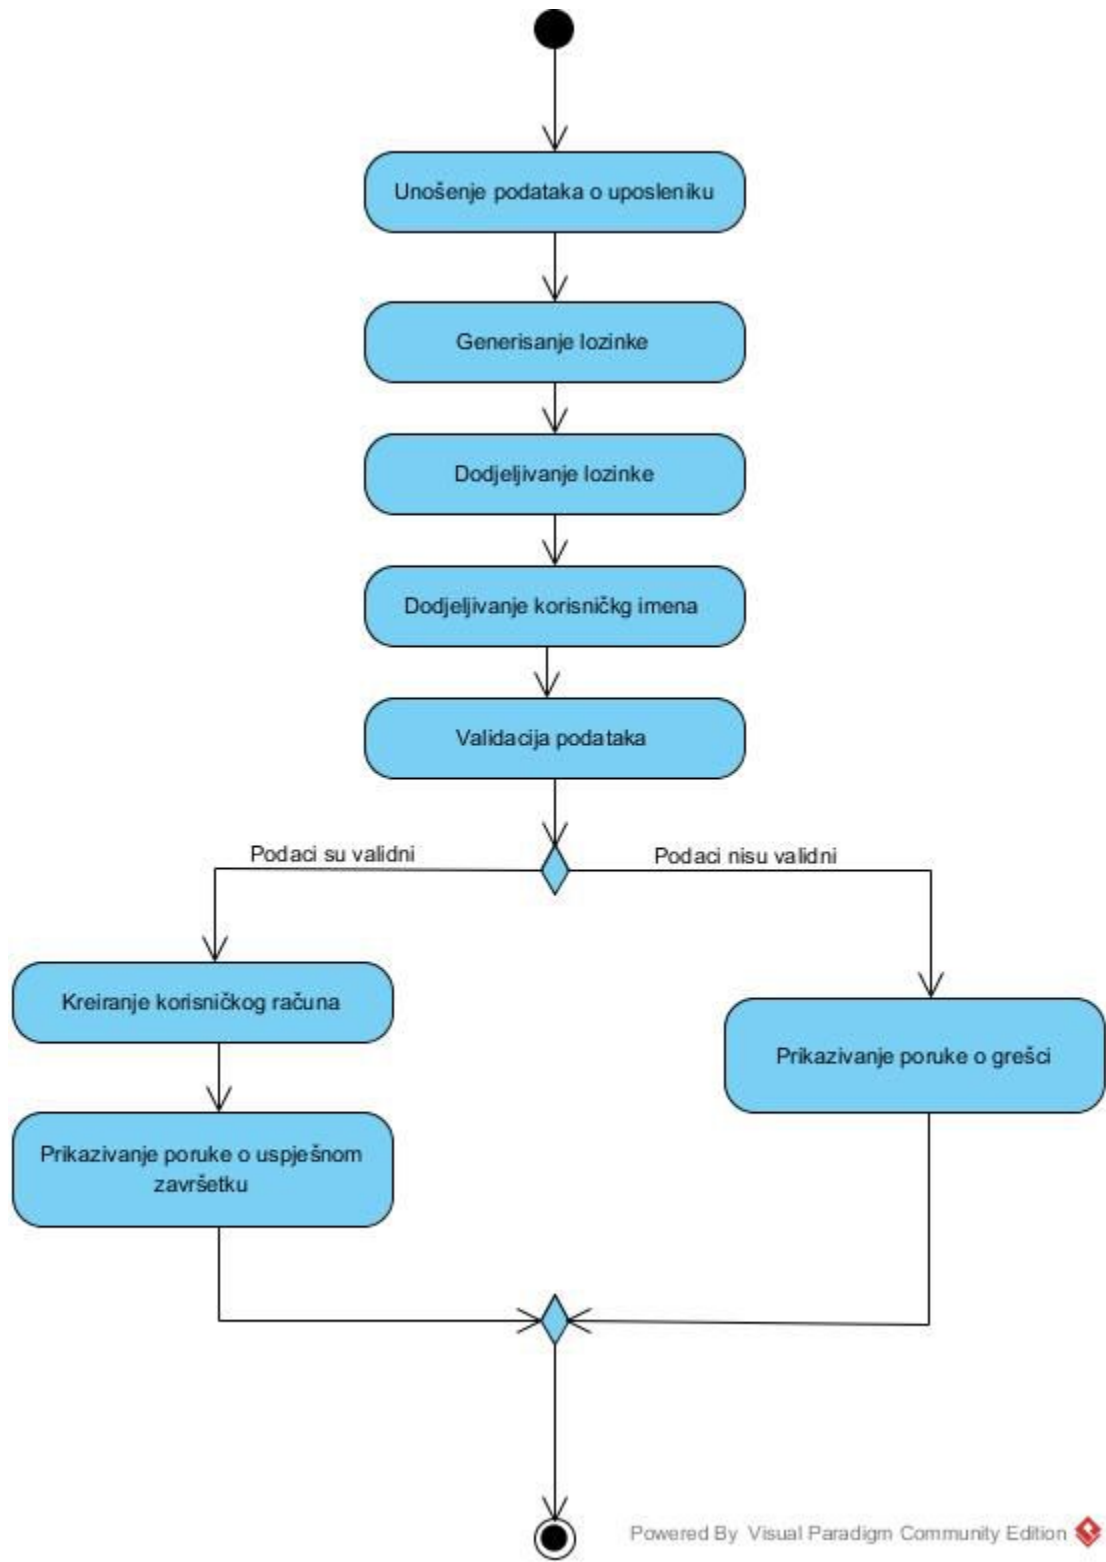 Unošenje podataka o uposleniku
Generisanje lozinke
Dodjeljivanje lozinke
Dodjeljivanje korisničkg imena
Validacija podataka
Podaci su validni
Podaci nisu validni
Kreiranje korisničkog računa
Prikazivanje poruke o grešci
Prikazivanje poruke o uspješnom
završetku
Powered By Visual Paradigm Community Edition